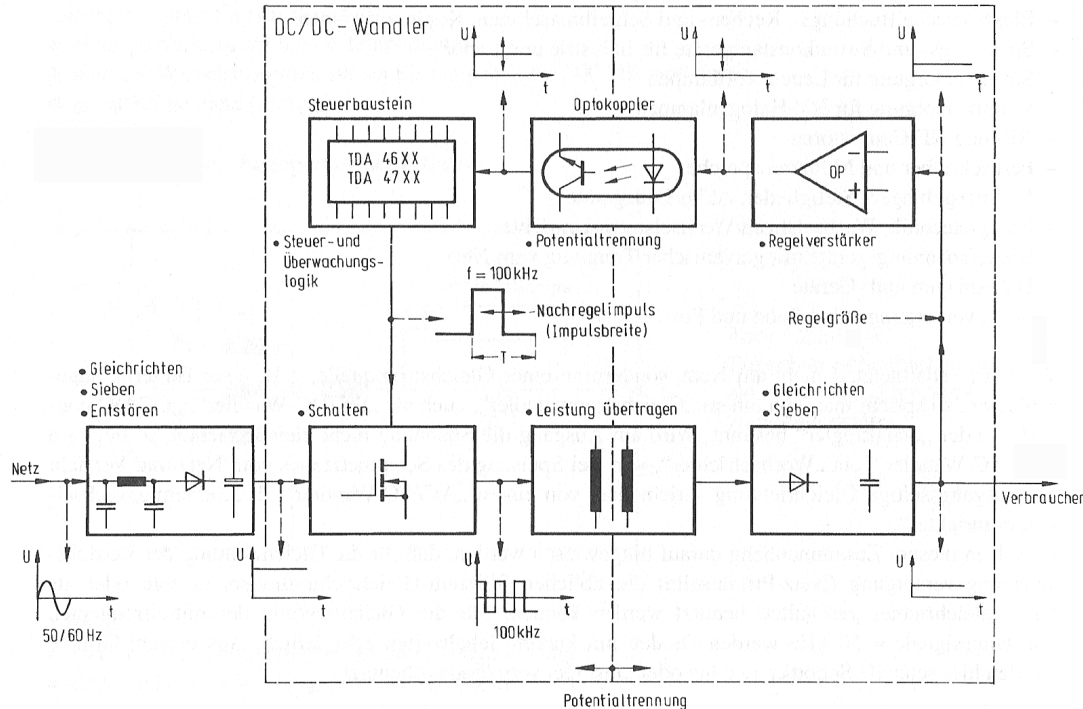 DC/DC-Wandler
U
t
U
t
U
t
Steuerbaustein
TDA 46XX
TDA 47XX
Optokoppler
OP
• Steuer- und
Überwachungs-
logik
• Potentialtrennung
• Regelverstärker
f = 100kHz
Nachregelimpuls
(Impulsbreite)
T
Regelgröße
• Gleichrichten
• Sieben
• Entstören
• Schalten
• Leistung übertragen
• Gleichrichten
• Sieben
Netz
Verbraucher
U
50/60 Hz
U
U
t
100kHz
U
t
Potentialtrennung